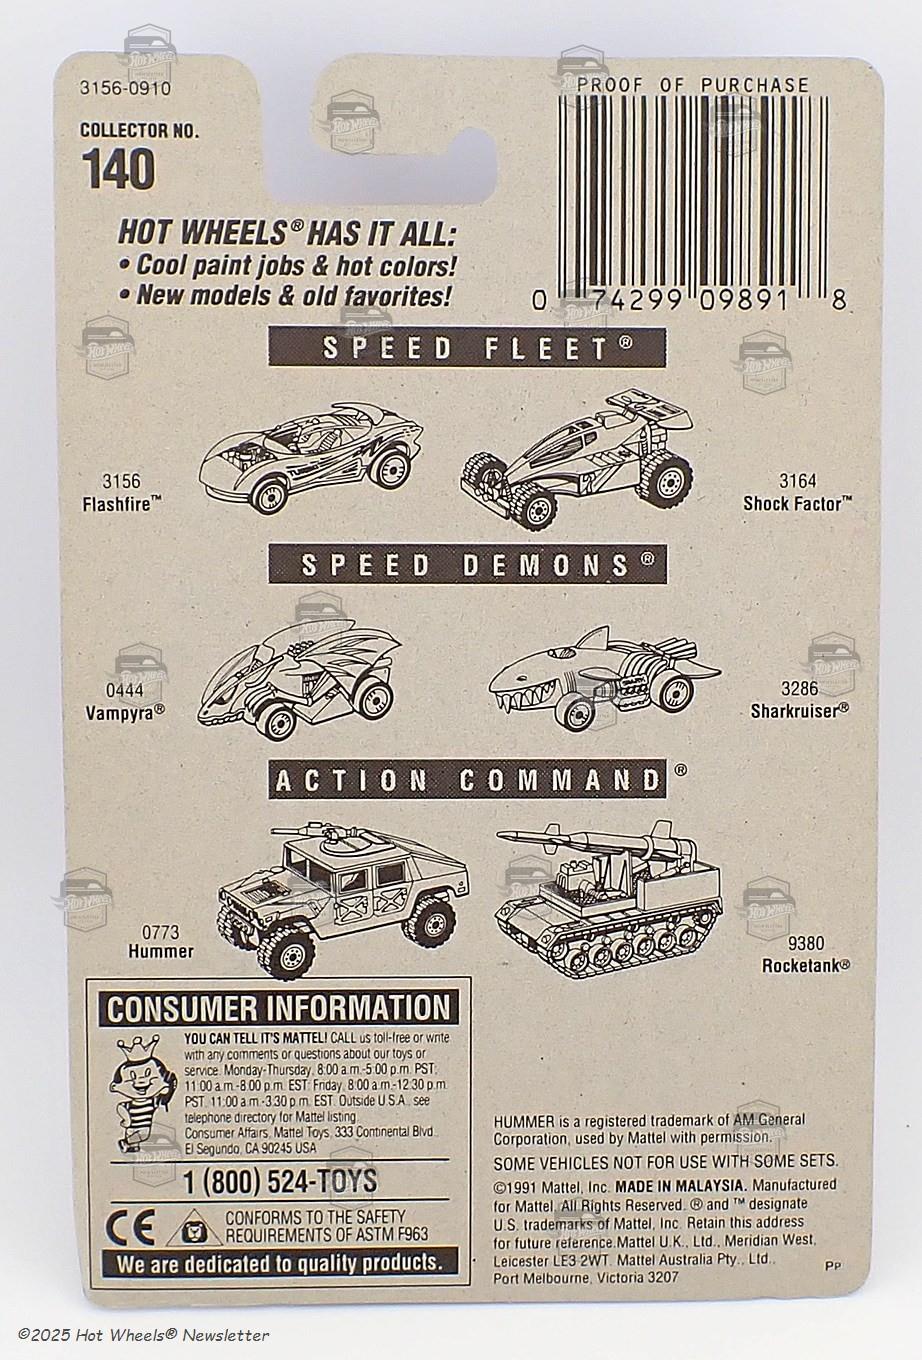 3156-0910
PROOF OF PURCHASE
COLLECTOR NO.
140
0 74299 09891 8
HOT WHEELS® HAS IT ALL:
• Cool paint jobs & hot colors!
• New models & old favorites!
SPEED FLEET®
3156
Flashfire™
3164
Shock Factor™
SPEED DEMONS®
0444
Vampyra®
3286
Sharkruiser®
ACTION COMMAND®
0773
Hummer
9380
Rocketank®
CONSUMER INFORMATION
YOU CAN TELL IT'S MATTEL! CALL us toll-free or write
with any comments or questions about our toys or
service. Monday-Thursday, 8:00 a.m.-5:00 p.m. PST;
11:00 a.m.-8:00 p.m. EST. Friday, 8:00 a.m.-12:30 p.m.
PST, 11:00 a.m.-3:30 p.m. EST. Outside U.S.A., see
telephone directory for Mattel listing.
Consumer Affairs, Mattel Toys, 333 Continental Blvd.,
El Segundo, CA 90245 USA
1 (800) 524-TOYS
CE
CONFORMS TO THE SAFETY
REQUIREMENTS OF ASTM F963
We are dedicated to quality products.
HUMMER is a registered trademark of AM General
Corporation, used by Mattel with permission.
SOME VEHICLES NOT FOR USE WITH SOME SETS.
©1991 Mattel, Inc. MADE IN MALAYSIA. Manufactured
for Mattel, All Rights Reserved. ® and ™ designate
U.S. trademarks of Mattel, Inc. Retain this address
for future reference. Mattel U.K., Ltd., Meridian West,
Leicester LE3 2WT. Mattel Australia Pty., Ltd.,
Port Melbourne, Victoria 3207
PP
©2025 Hot Wheels® Newsletter